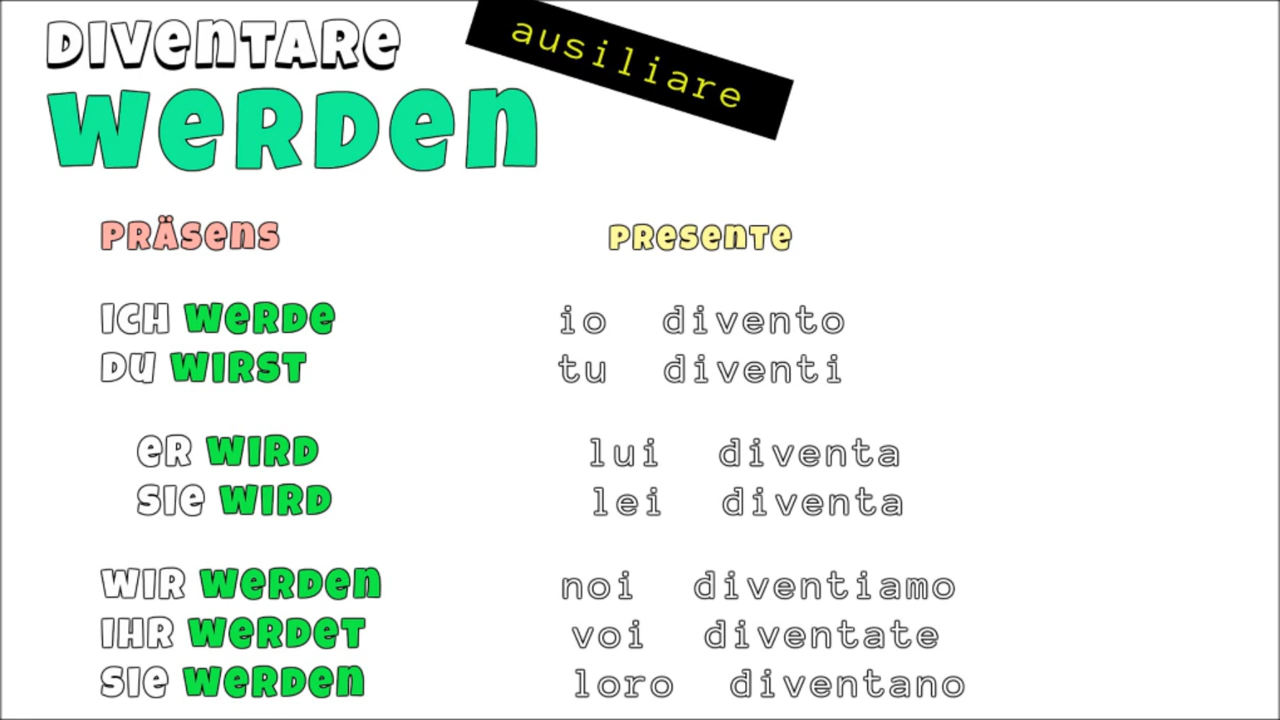 DIVENTARE
ausiliare
WERDEN
PRÄSENS PRESENTE
ICH WERDE io divento
DU WIRST tu diventi
ER WIRD lui diventa
SIE WIRD lei diventa
WIR WERDEN noi diventiamo
IHR WERDET voi diventate
SIE WERDEN loro diventano